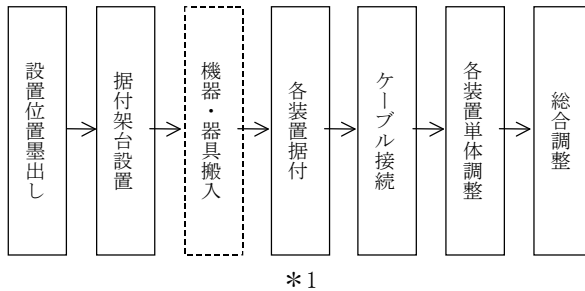 設置位置墨出し
据付架台設置
機器・器具搬入
各装置据付
ケーブル接続
各装置単体調整
総合調整
＊1